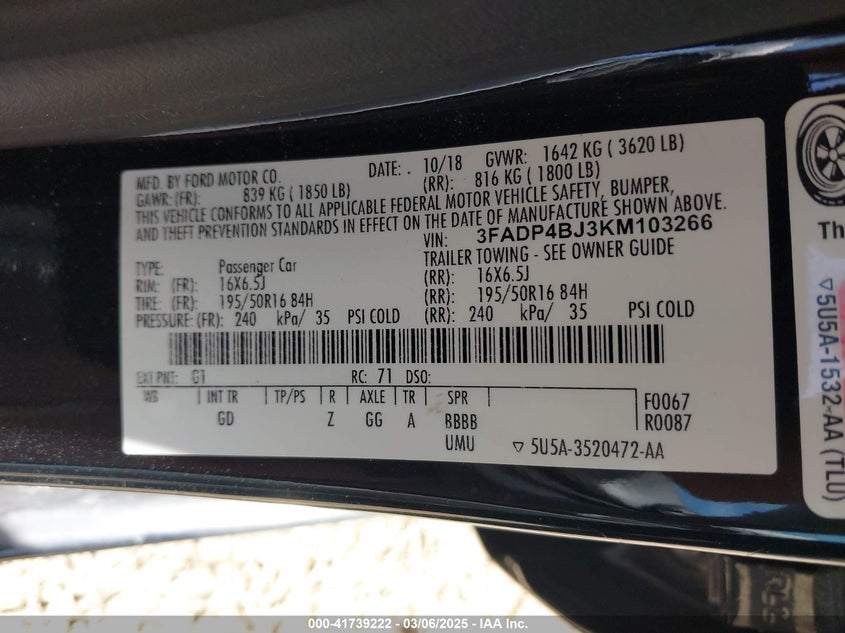 MFD. BY FORD MOTOR CO.
DATE: . 10/18 GVWR: 1642 KG ( 3620 LB)
GAWR: (FR): 839 KG ( 1850 LB) (RR): 816 KG ( 1800 LB)
THIS VEHICLE CONFORMS TO ALL APPLICABLE FEDERAL MOTOR VEHICLE SAFETY, BUMPER,
AND THEFT PREVENTION STANDARDS IN EFFECT ON THE DATE OF MANUFACTURE SHOWN ABOVE.
VIN: 3FADP4BJ3KM103266
TYPE: Passenger Car TRAILER TOWING - SEE OWNER GUIDE
RIM: (FR): 16X6.5J (RR): 16X6.5J
TIRE: (FR): 195/50R16 84H (RR): 195/50R16 84H
PRESSURE: (FR): 240 kPa/ 35 PSI COLD (RR): 240 kPa/ 35 PSI COLD
EXT PNT: G1 RC: 71 DSO:
WB INT TR TP/PS R AXLE TR SPR F0067
GD Z GG A BBBB R0087
UMU ▽ 5U5A-3520472-AA
Th
▽ 5U5A-1532-AA (TLU)
000-41739222 - 03/06/2025 - IAA Inc.